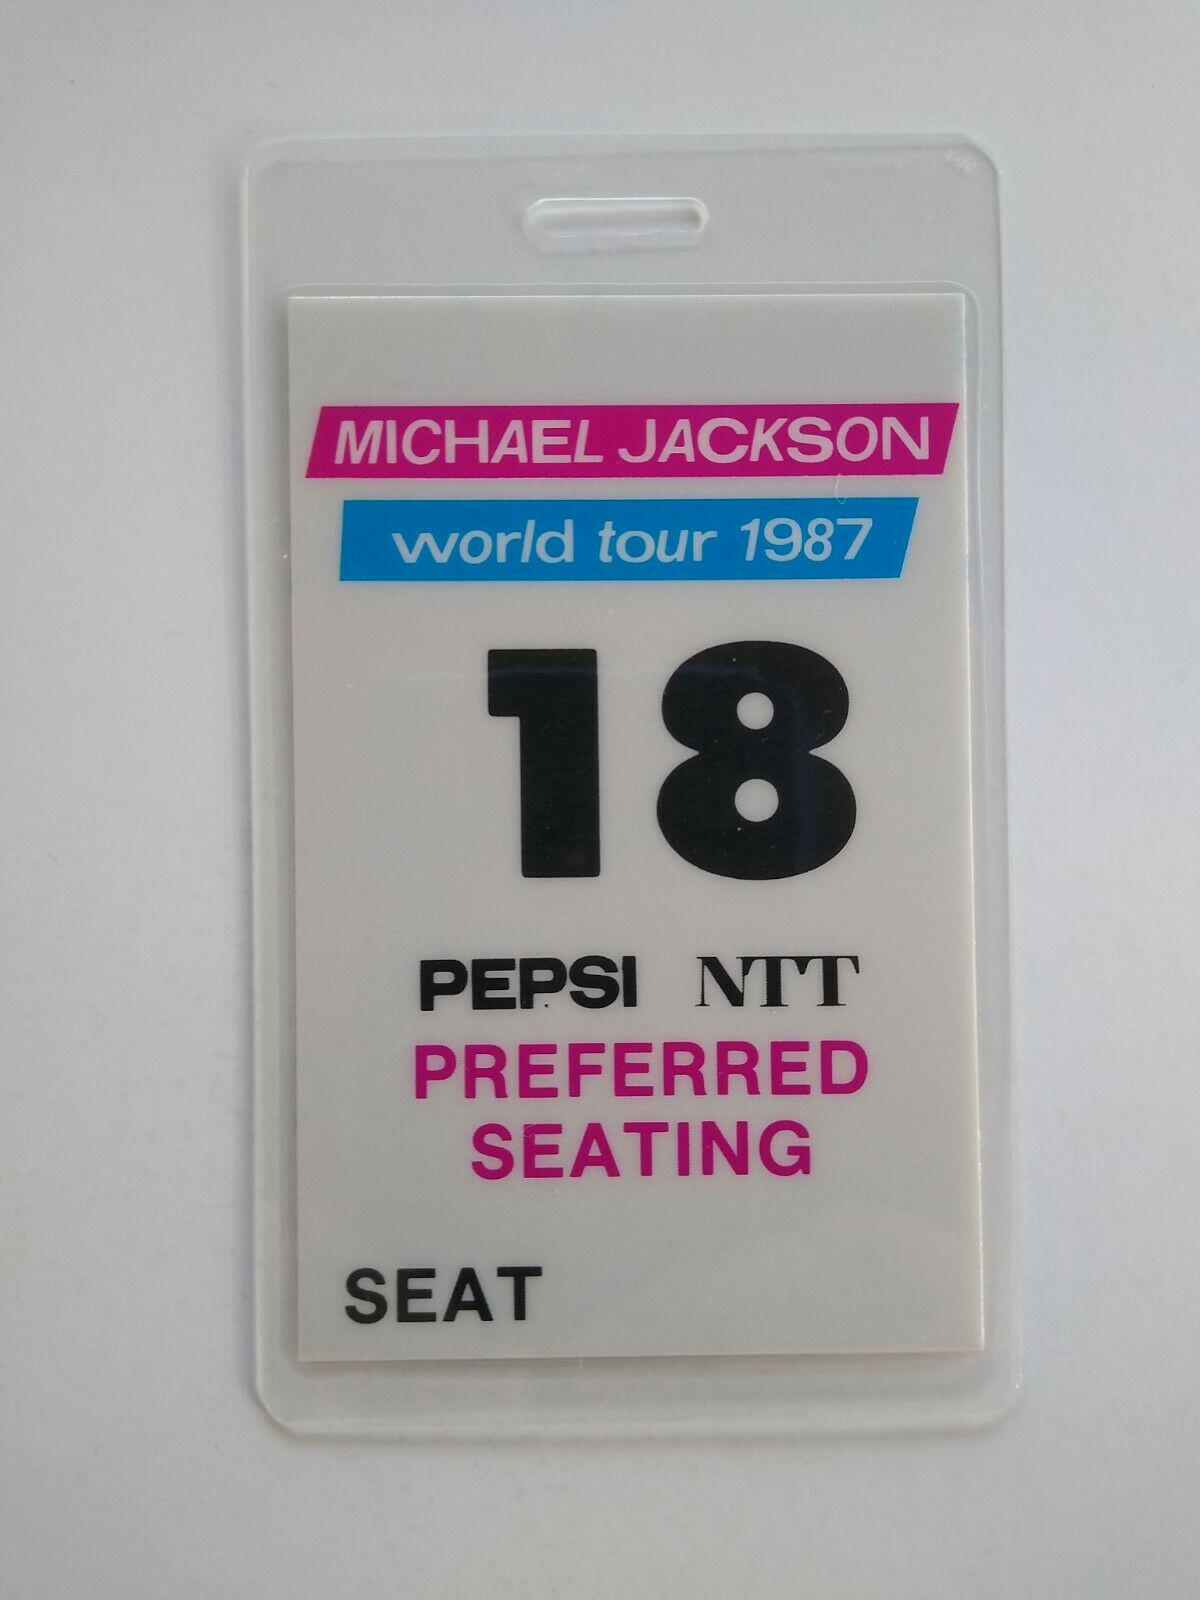 MICHAEL JACKSON
world tour 1987
18
PEPSI NTT
PREFERRED
SEATING
SEAT